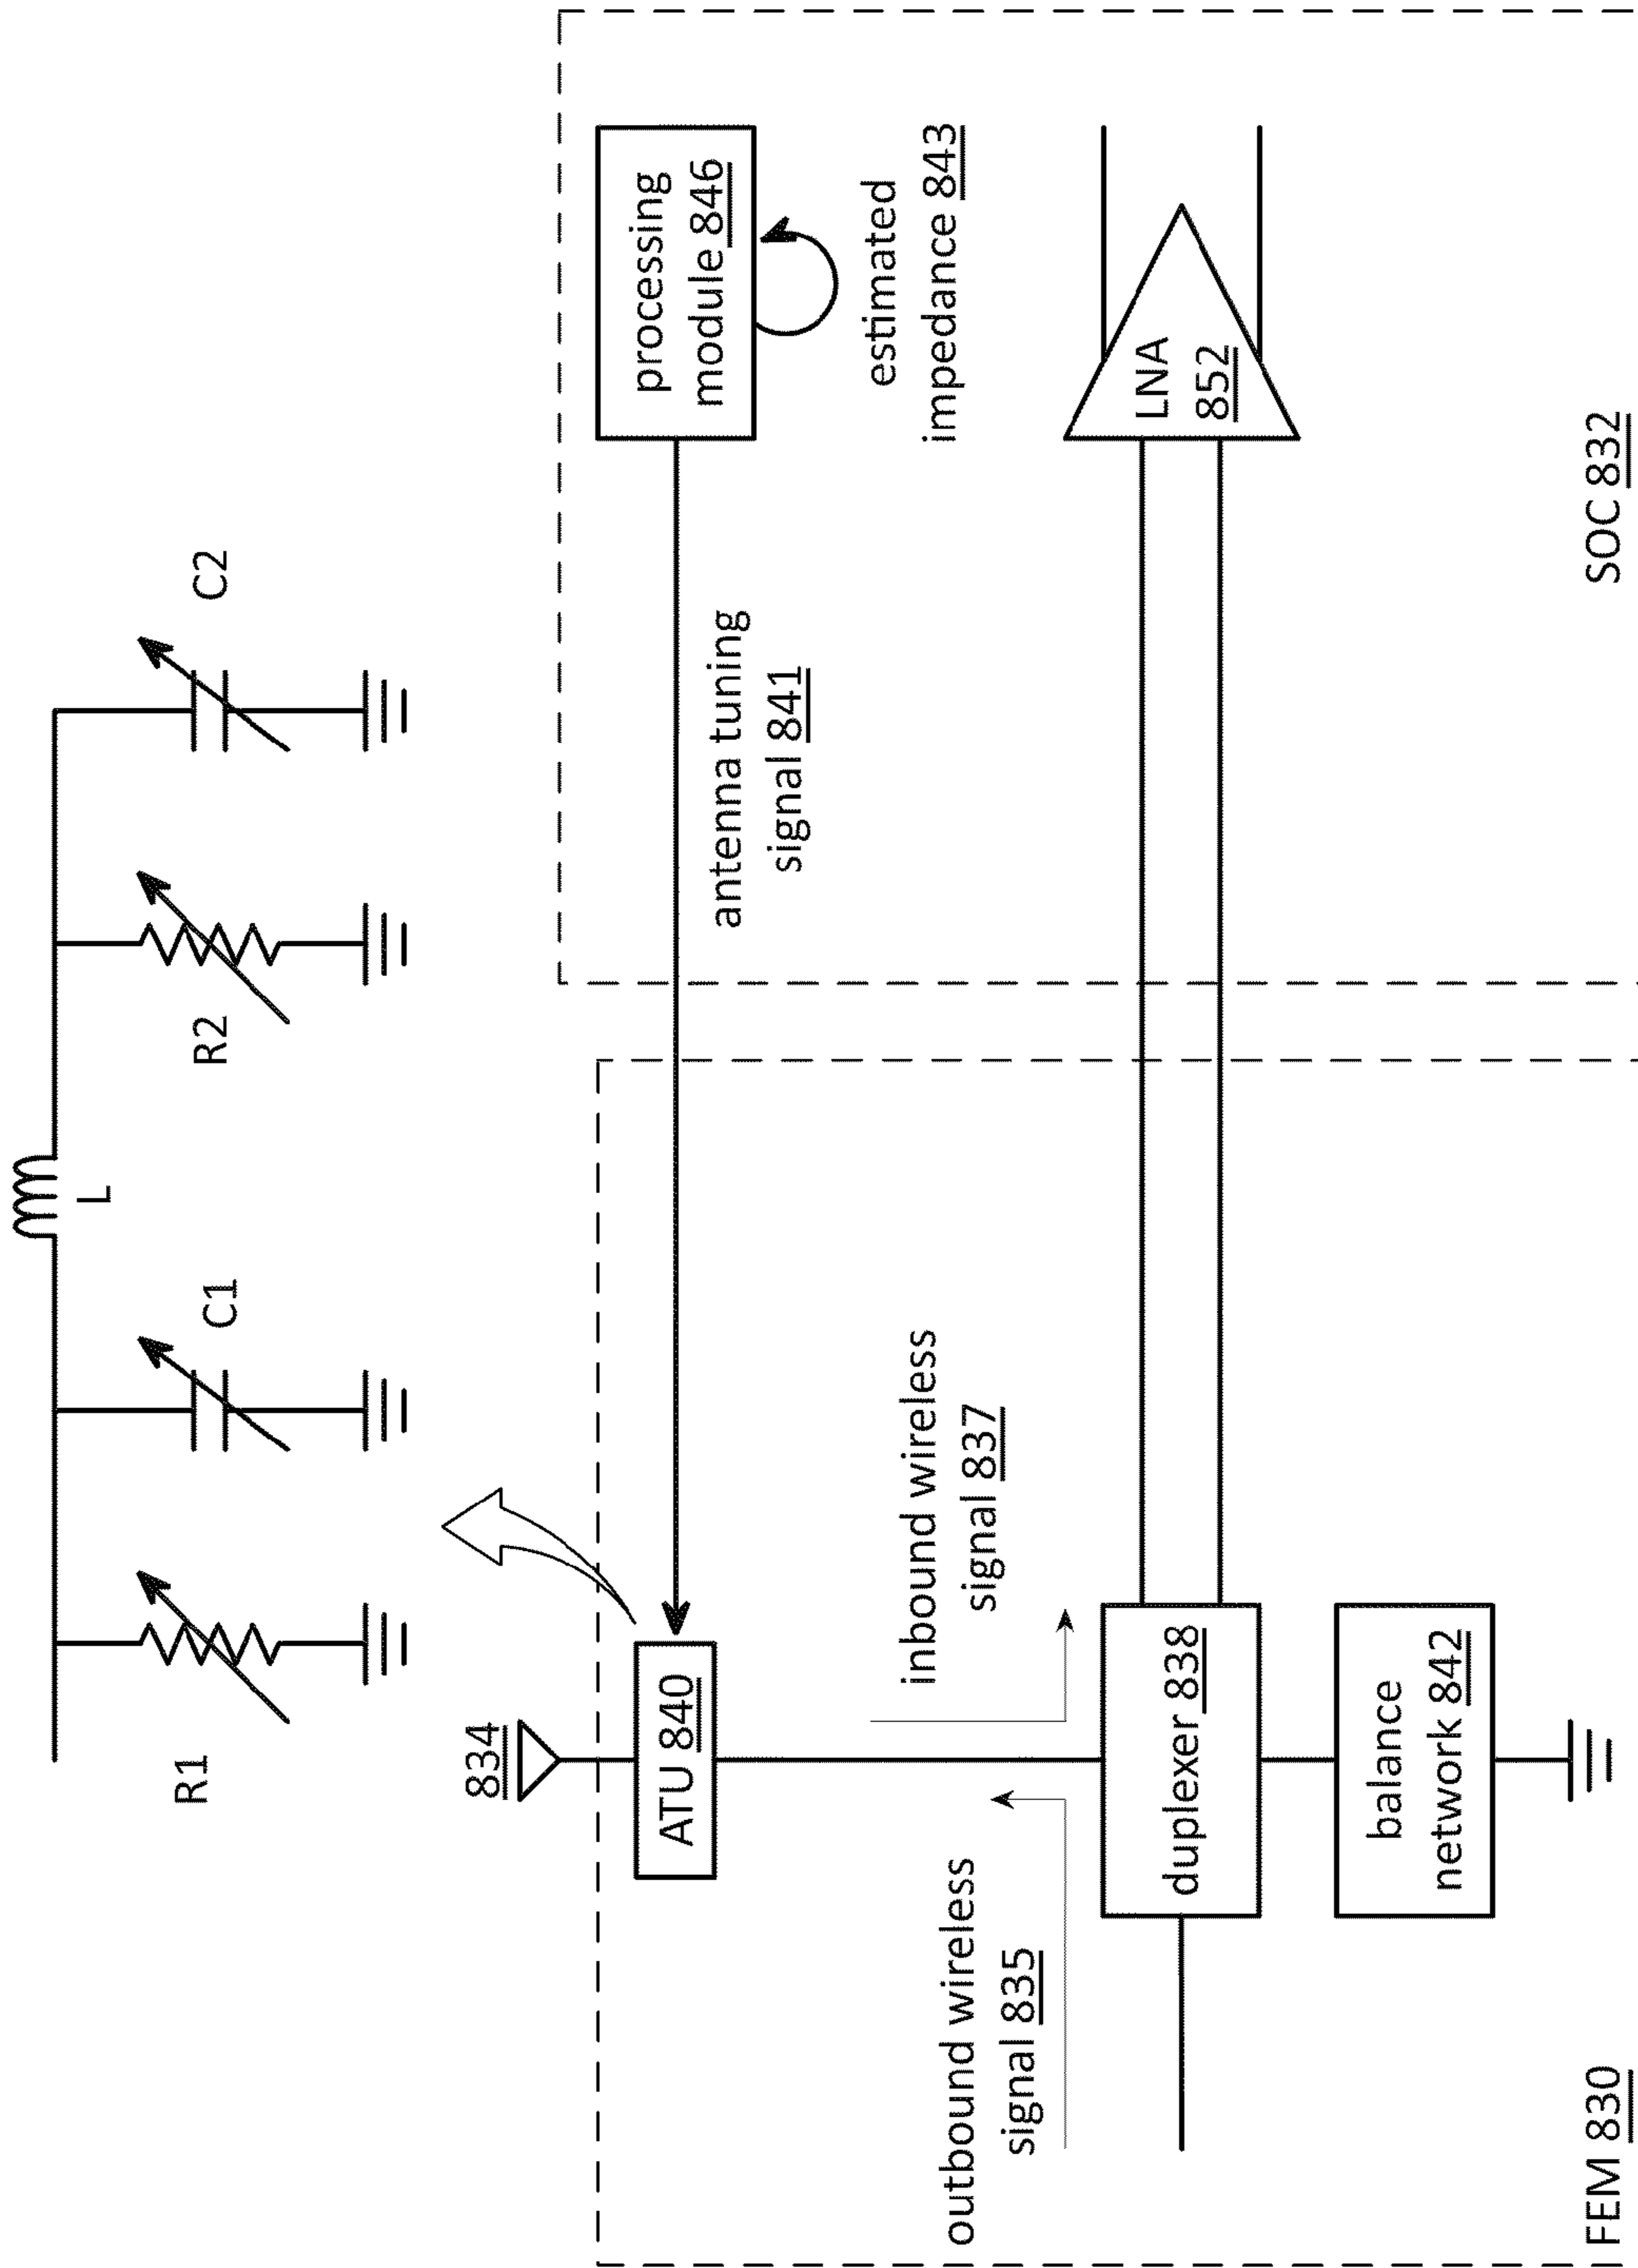 R1
C1
L
R2
C2
834
ATU 840
antenna tuning
signal 841
processing
module 846
estimated
impedance 843
outbound wireless
signal 835
inbound wireless
signal 837
duplexer 838
LNA
852
balance
network 842
FEM 830
SOC 832